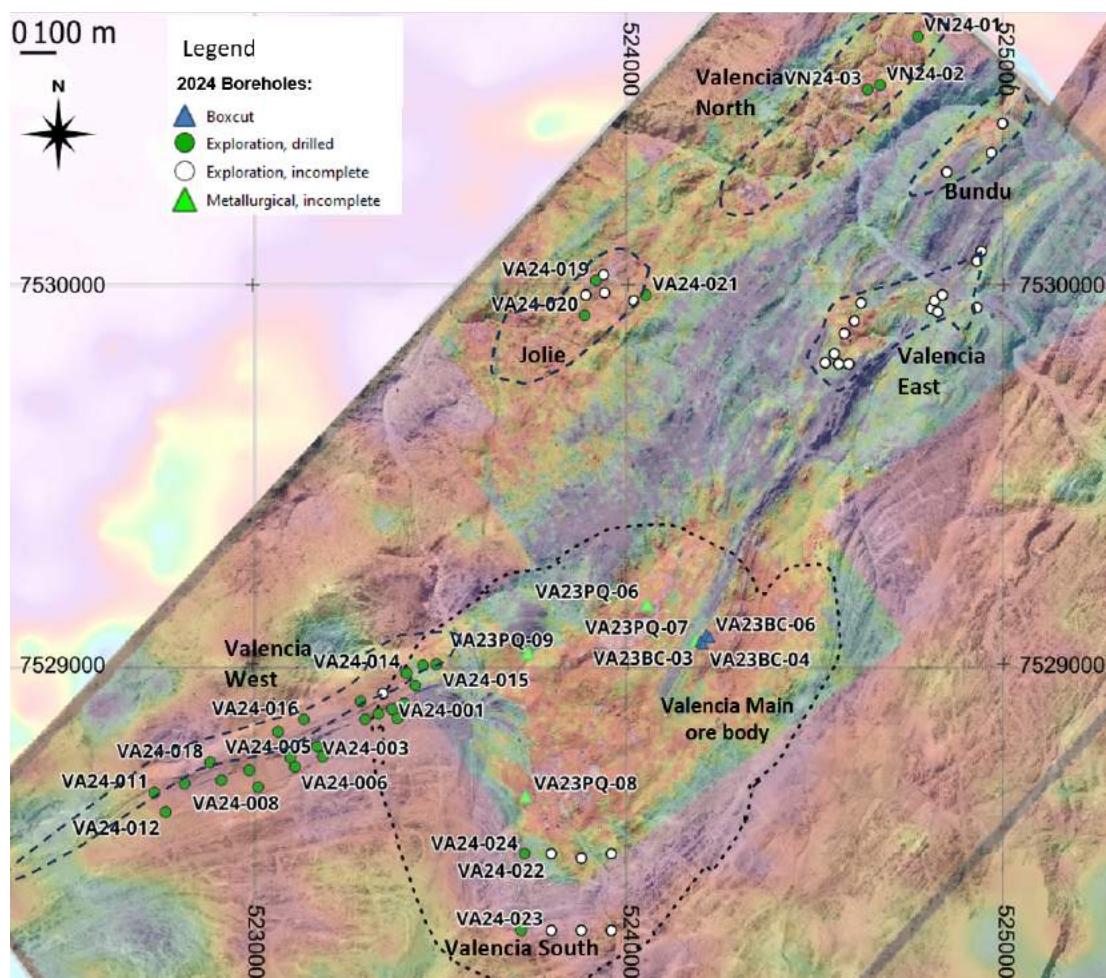 0 100 m
Legend
2024 Boreholes:
Boxcut
Exploration, drilled
Exploration, incomplete
Metallurgical, incomplete
N
524000
525000
VN24-01
Valencia
North
VN24-03
VN24-02
Bundu
7530000
7530000
VA24-019
VA24-021
VA24-020
Jolie
Valencia
East
VA23PQ-06
VA23PQ-07
VA23BC-06
VA23PQ-09
VA23BC-03
VA23BC-04
7529000
7529000
Valencia
West
VA24-014
VA24-015
Valencia Main
ore body
VA24-016
VA24-001
VA24-018
VA24-005
VA24-003
VA24-011
VA24-006
VA24-008
VA24-012
VA23PQ-08
VA24-024
VA24-022
VA24-023
Valencia South
523000
524000
525000